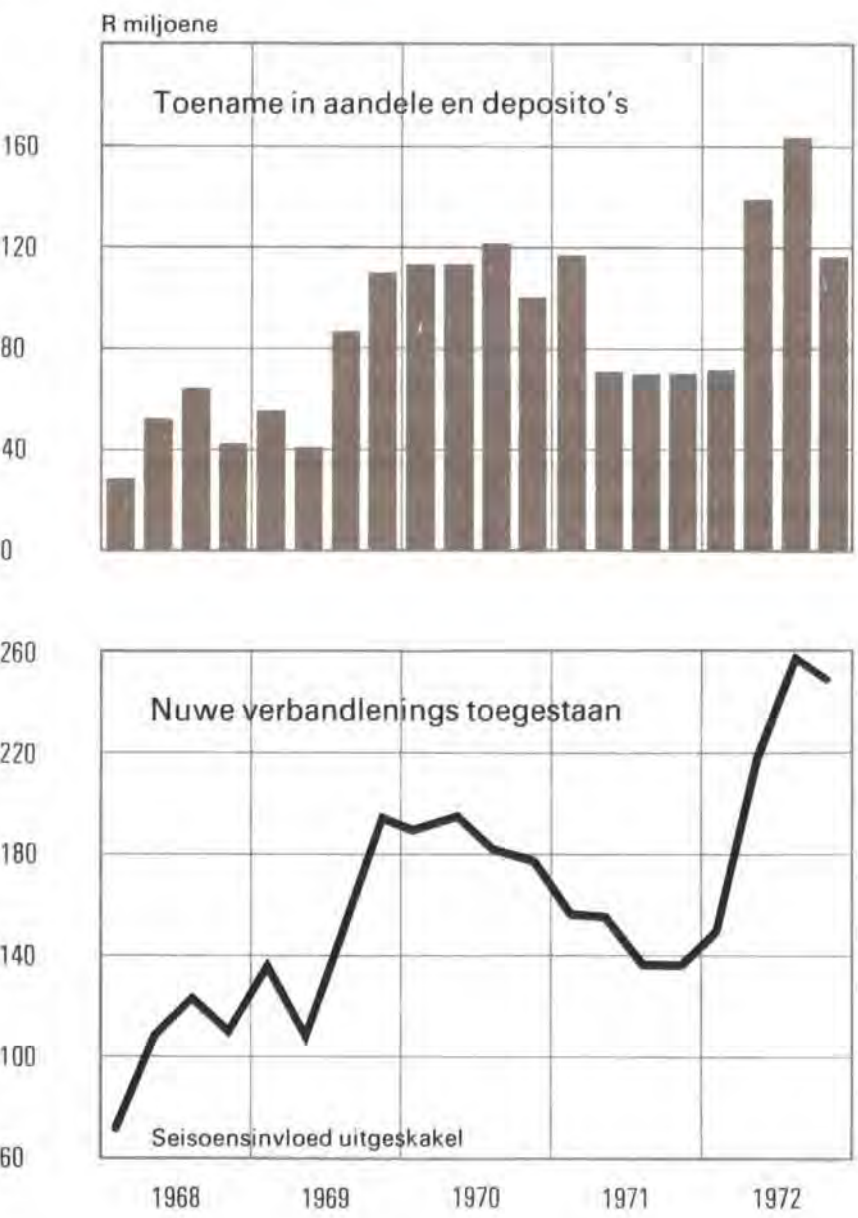 R miljoene
Toename in aandele en deposito's
160
120
80
40
0
260
Nuwe verbandlenings toegestaan
220
180
140
100
Seisoensinvloed uitgeskakel
60
1968 1969 1970 1971 1972